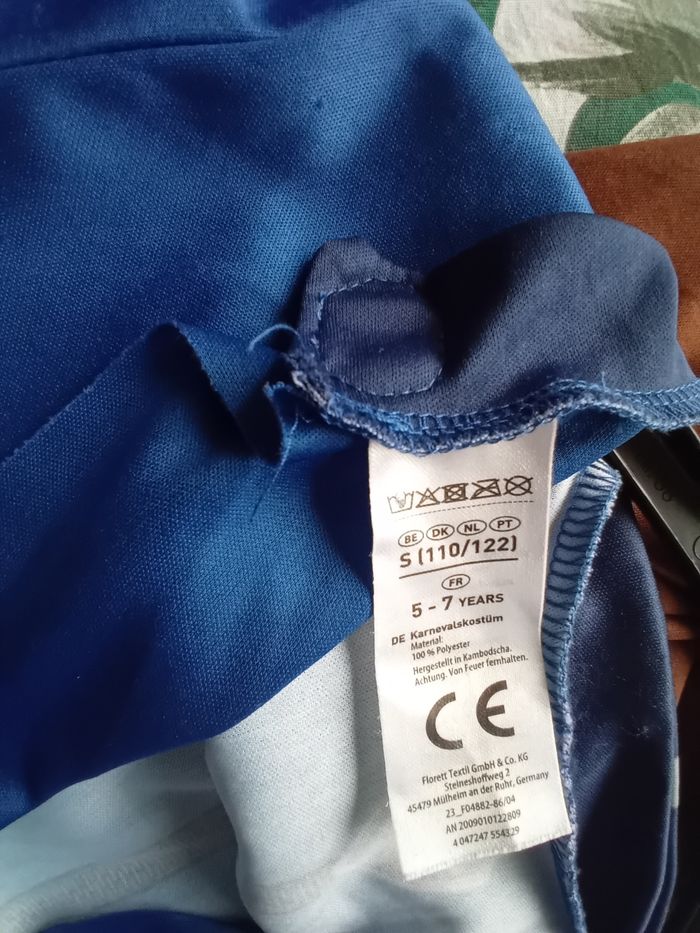 BE DK NL PT
S (110/122)
FR
5 - 7 YEARS
DE Karnevalskostüm
Material:
100 % Polyester
Hergestellt in Kambodscha.
Achtung. Von Feuer fernhalten.
CE
Florett Textil GmbH & Co. KG
Steineshoffweg 2
45479 Mülheim an der Ruhr, Germany
23_F04882-86/04
AN 2009010122809
4 047247 554329